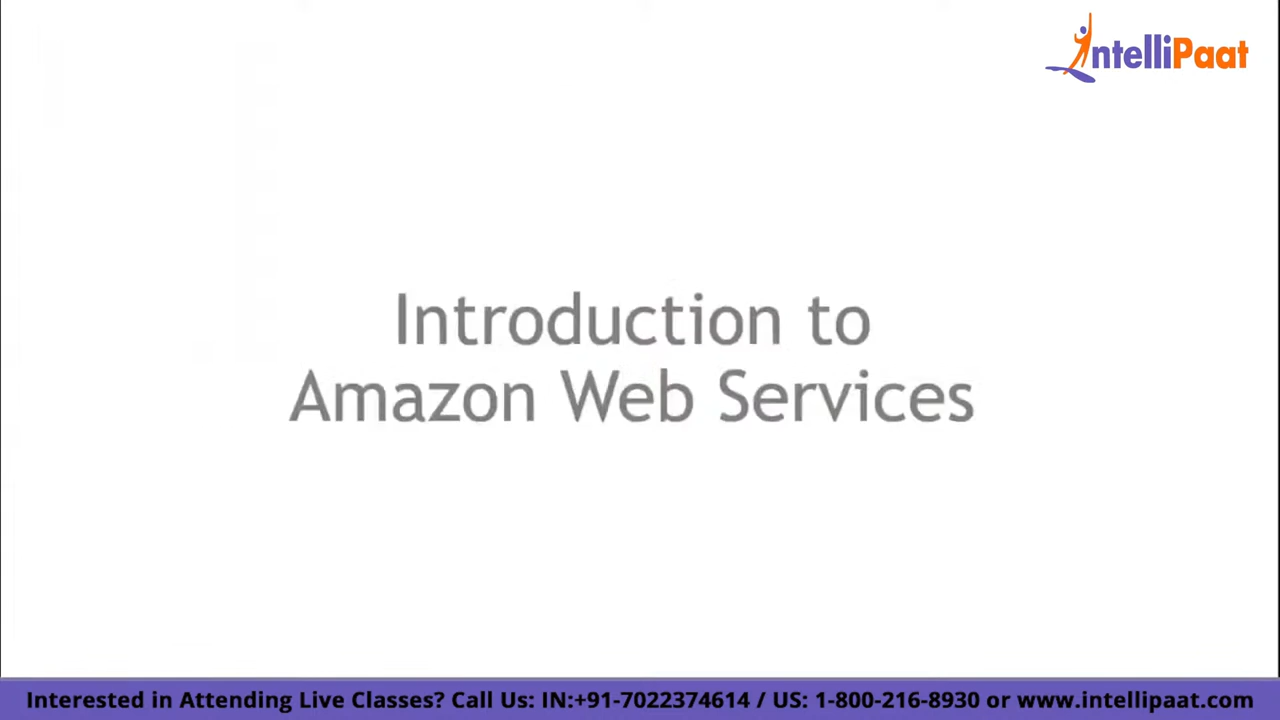 IntelliPaat
Introduction to
Amazon Web Services
Interested in Attending Live Classes? Call Us: IN:+91-7022374614 / US: 1-800-216-8930 or www.intellipaat.com